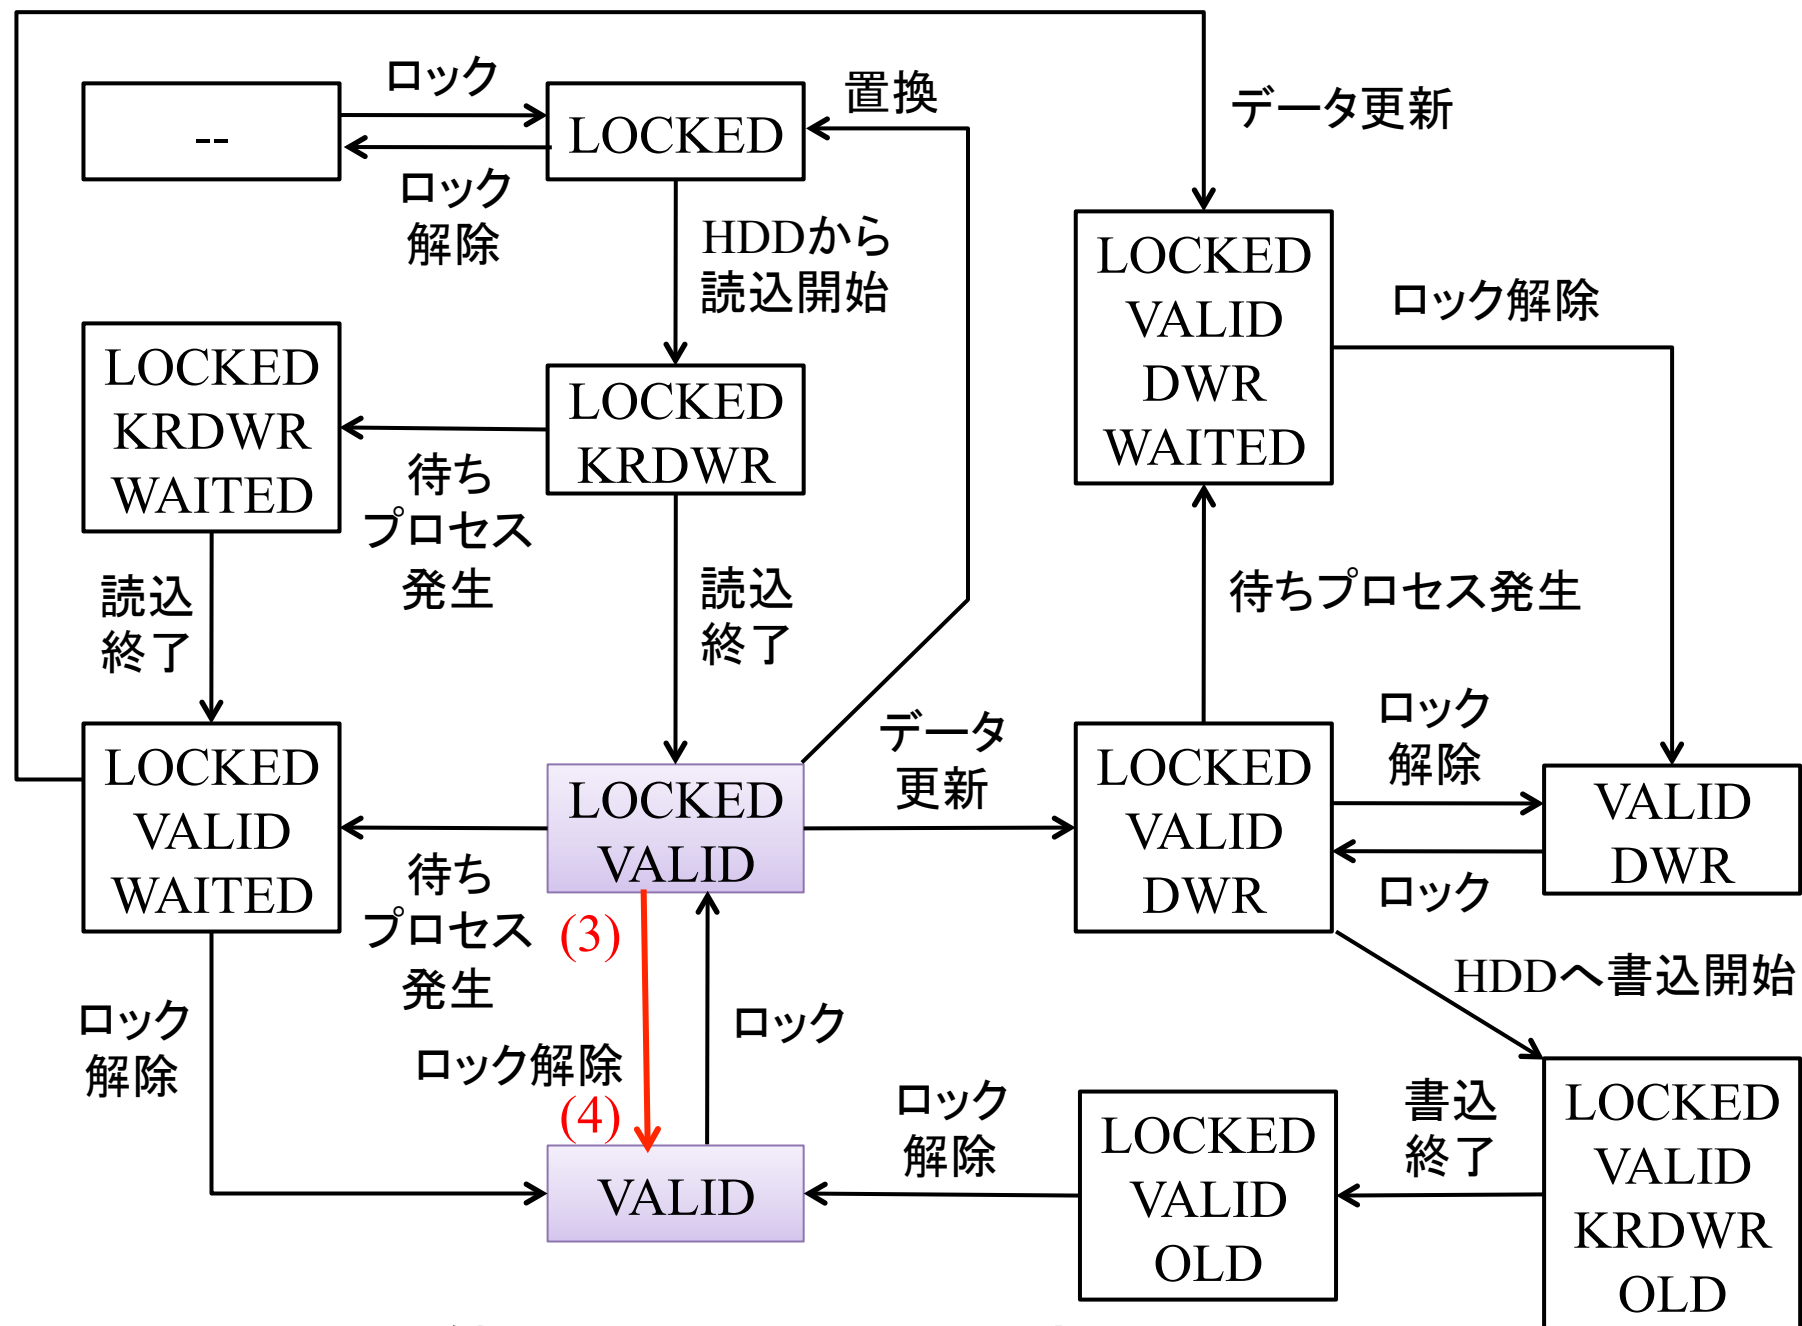 ロック
置換
データ更新
--
LOCKED
ロック
解除
HDDから
読込開始
LOCKED
VALID
DWR
WAITED
ロック解除
LOCKED
KRDWR
WAITED
LOCKED
KRDWR
待ち
プロセス
発生
読込
終了
読込
終了
待ちプロセス発生
データ
更新
ロック
解除
LOCKED
VALID
WAITED
LOCKED
VALID
LOCKED
VALID
DWR
VALID
DWR
ロック
待ち
プロセス
発生
(3)
HDDへ書込開始
ロック
解除
ロック
ロック解除
(4)
ロック
解除
書込
終了
VALID
LOCKED
VALID
OLD
LOCKED
VALID
KRDWR
OLD